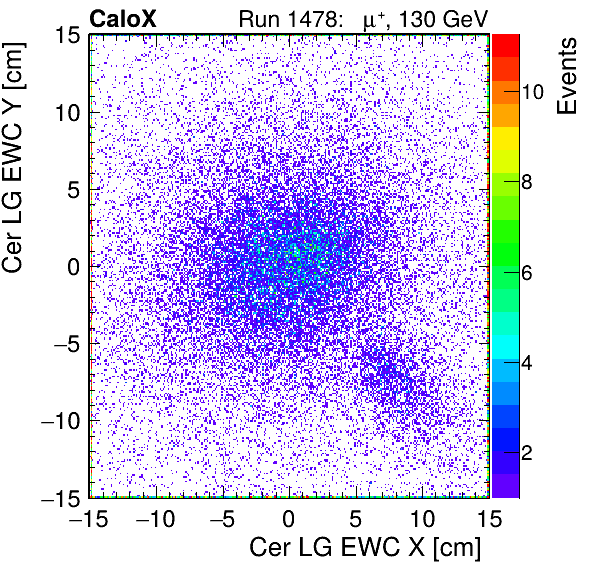 CaloX Run 1478: μ⁺, 130 GeV
Cer LG EWC Y [cm]
15
10
5
0
−5
−10
−15
−15 −10 −5 0 5 10 15
Cer LG EWC X [cm]
10
8
6
4
2
Events